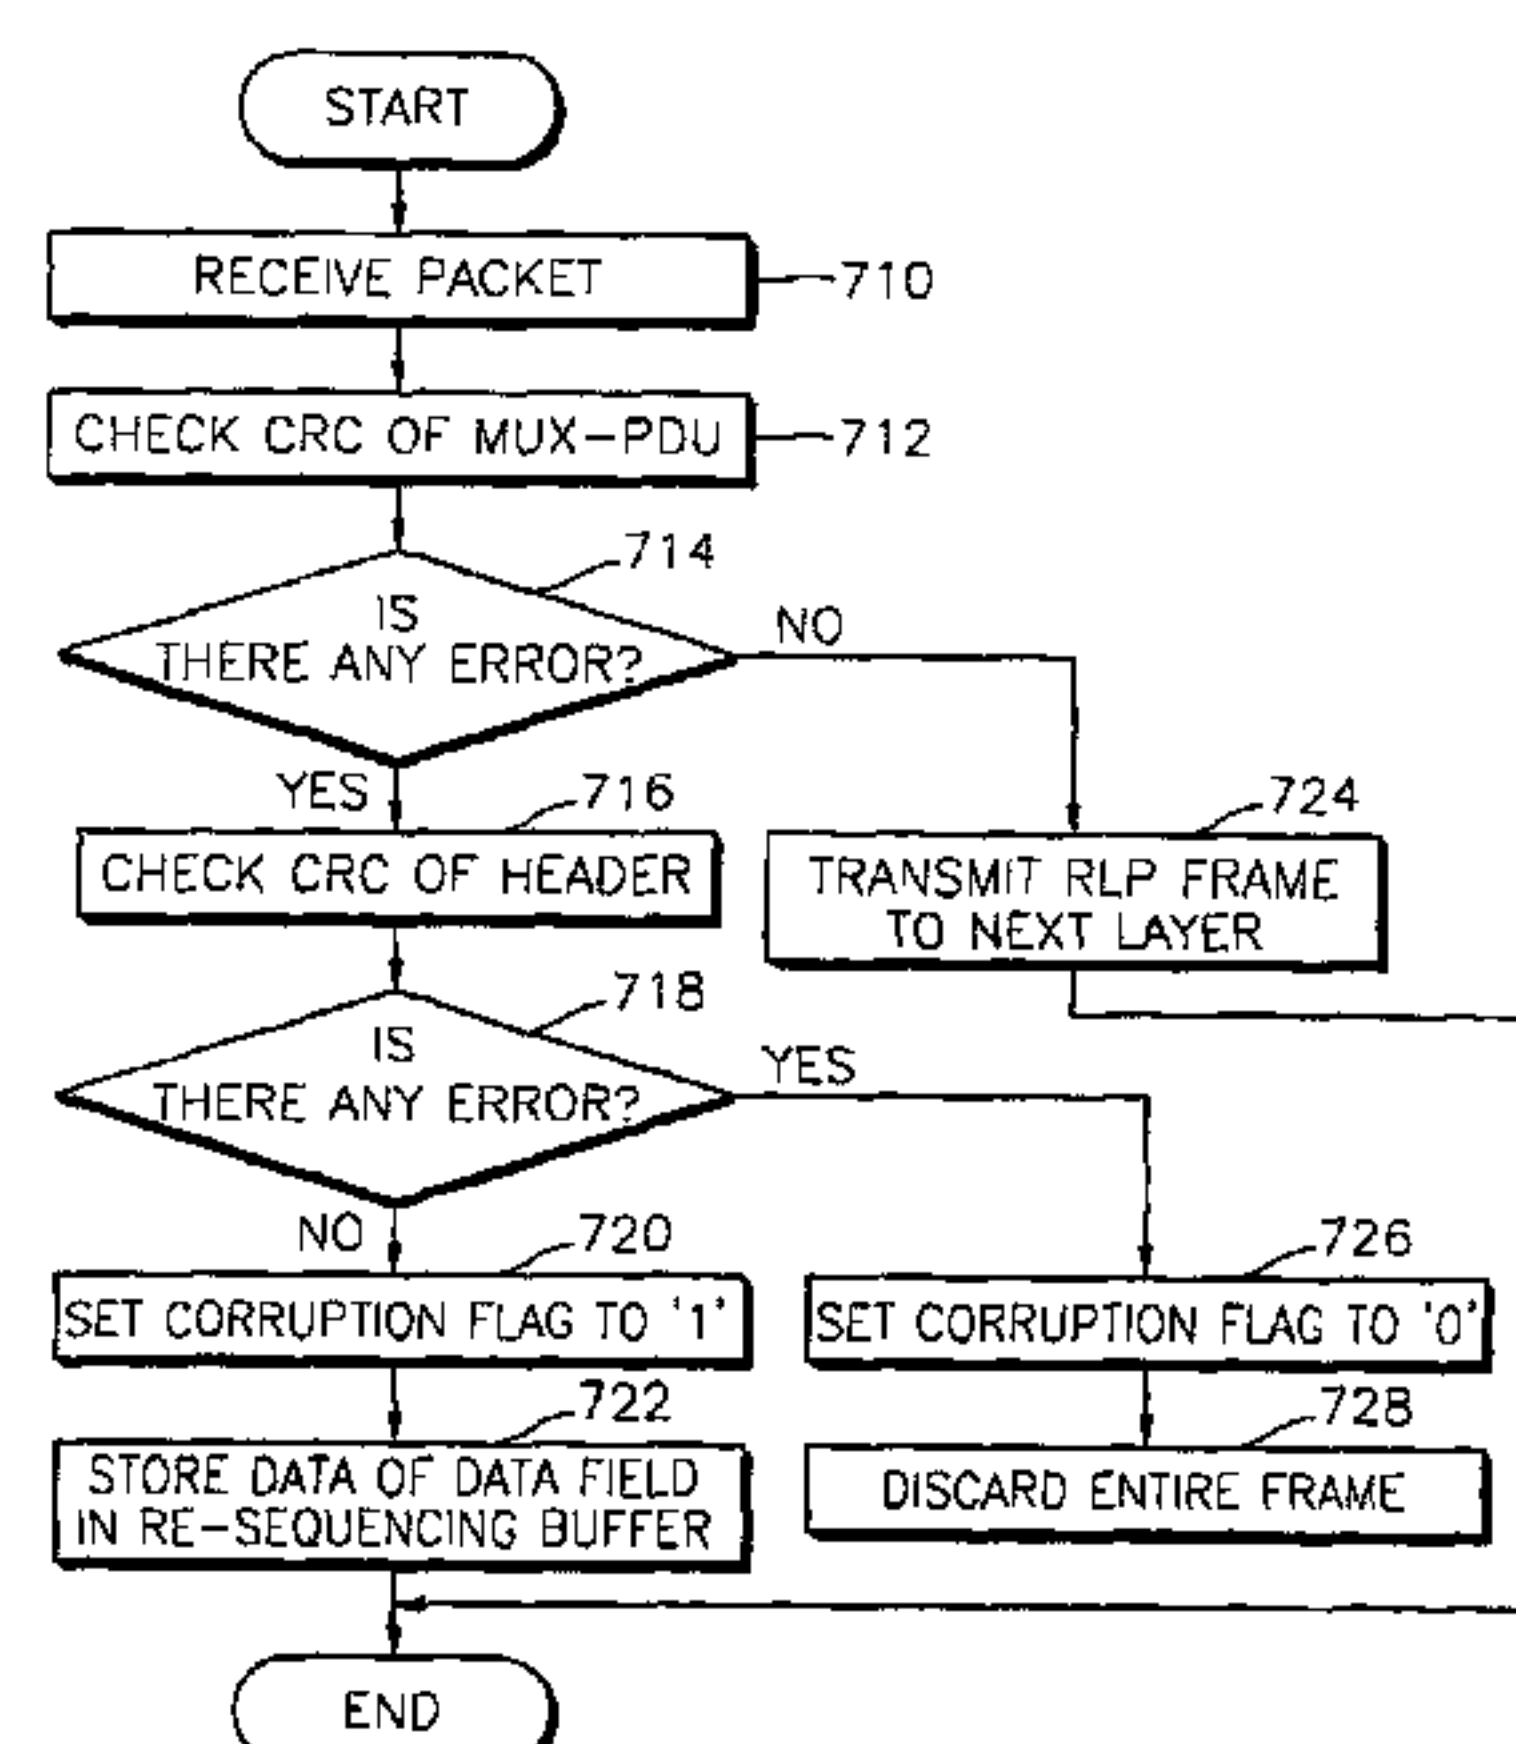 START
RECEIVE PACKET
710
CHECK CRC OF MUX-PDU
712
714
IS
THERE ANY ERROR?
NO
YES
716
CHECK CRC OF HEADER
724
TRANSMIT RLP FRAME
TO NEXT LAYER
718
IS
THERE ANY ERROR?
YES
NO
720
SET CORRUPTION FLAG TO '1'
726
SET CORRUPTION FLAG TO '0'
722
STORE DATA OF DATA FIELD
IN RE-SEQUENCING BUFFER
728
DISCARD ENTIRE FRAME
END